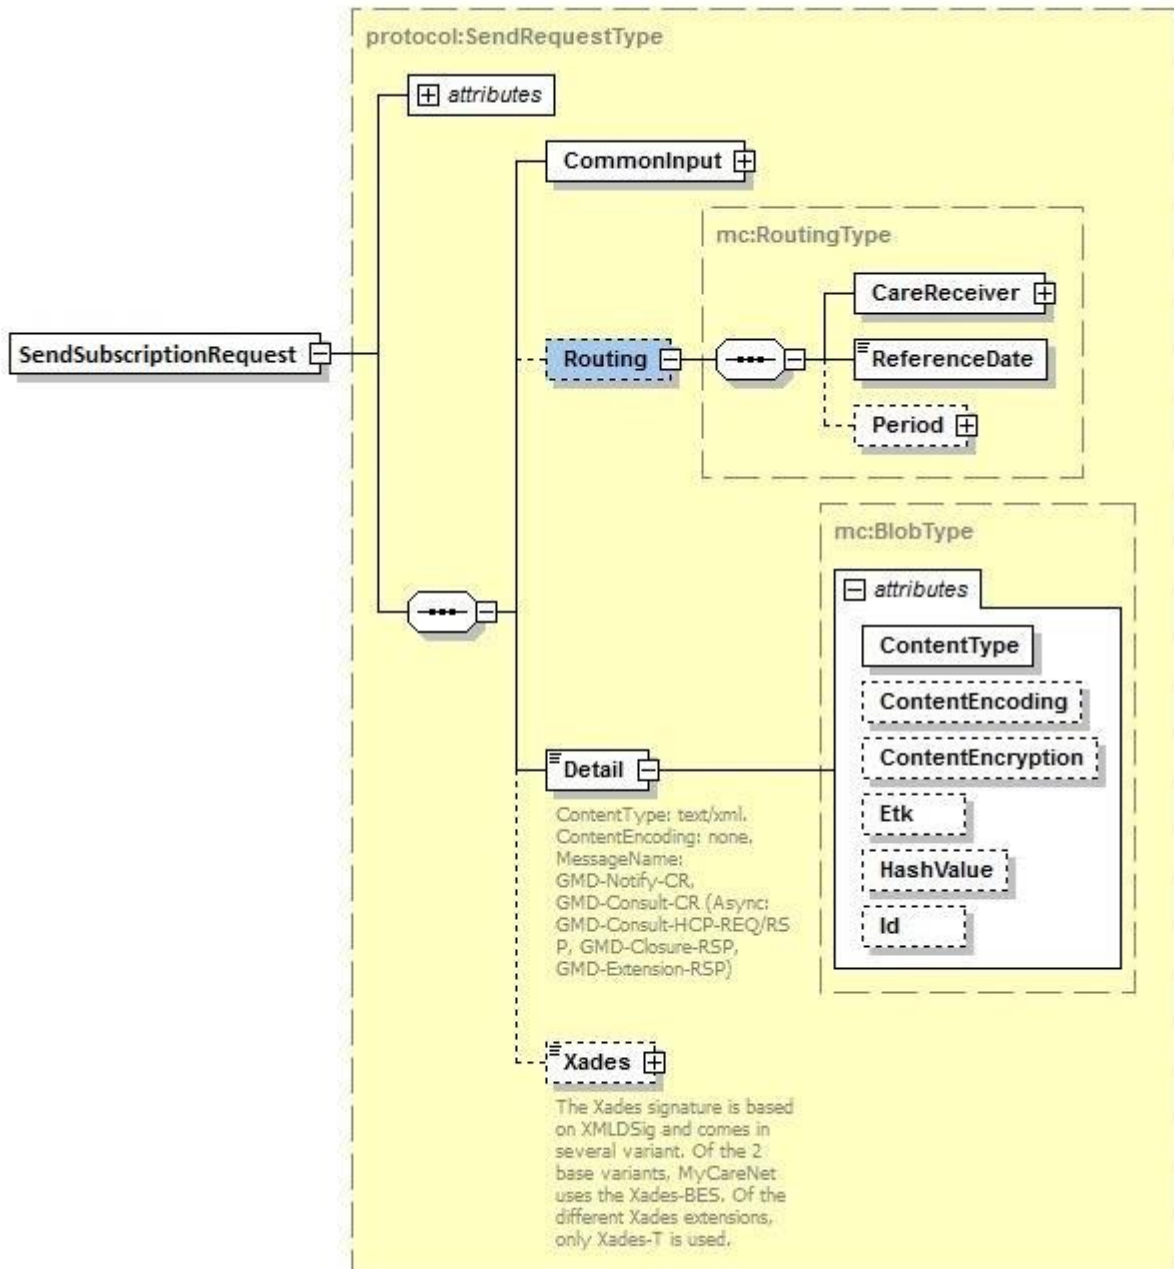 protocol:SendRequestType
attributes
CommonInput
mc:RoutingType
CareReceiver
SendSubscriptionRequest
Routing
ReferenceDate
Period
mc:BlobType
attributes
ContentType
ContentEncoding
ContentEncryption
Detail
Etk
HashValue
Id
ContentType: text/xml,
ContentEncoding: none,
MessageName:
GMD-Notify-CR,
GMD-Consult-CR (Async:
GMD-Consult-HCP-REQ/RS
P, GMD-Closure-RSP,
GMD-Extension-RSP)
Xades
The Xades signature is based
on XMLDSig and comes in
several variant. Of the 2
base variants, MyCareNet
uses the Xades-BES. Of the
different Xades extensions,
only Xades-T is used.